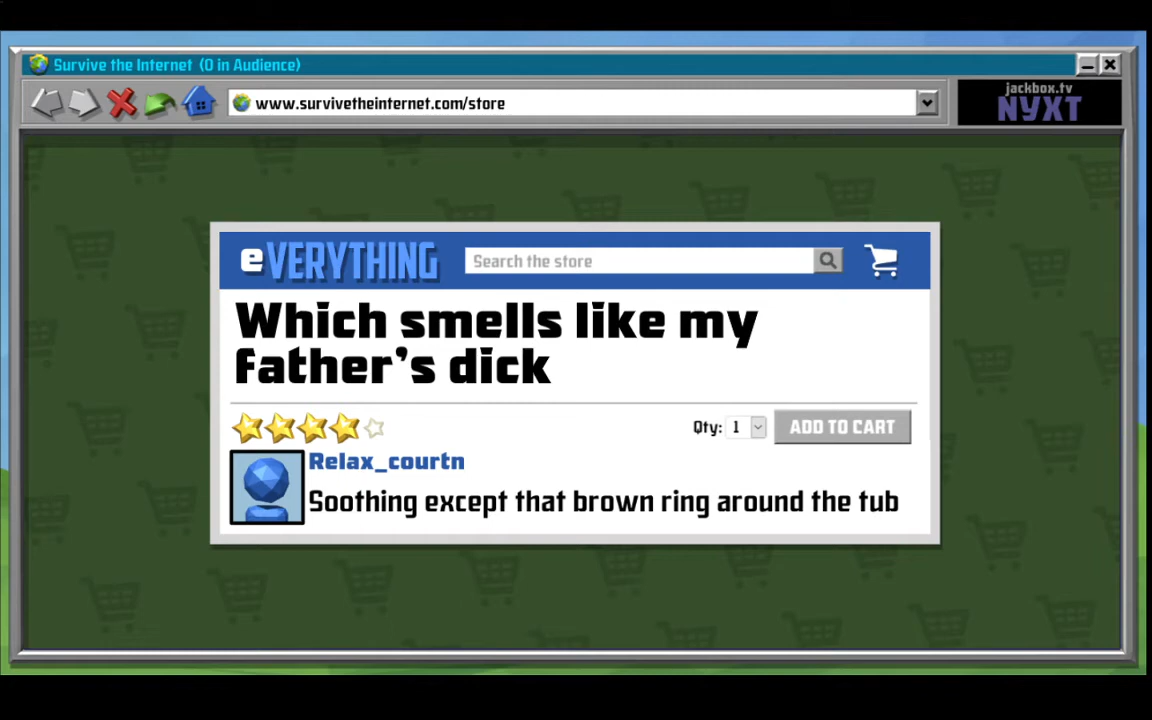 Survive the Internet (0 in Audience)
www.survivetheinternet.com/store
jackbox.tv
NYXT
eVERYTHING
Search the store
Which smells like my
Father's dick
Qty: 1
ADD TO CART
Relax_courtn
Soothing except that brown ring around the tub